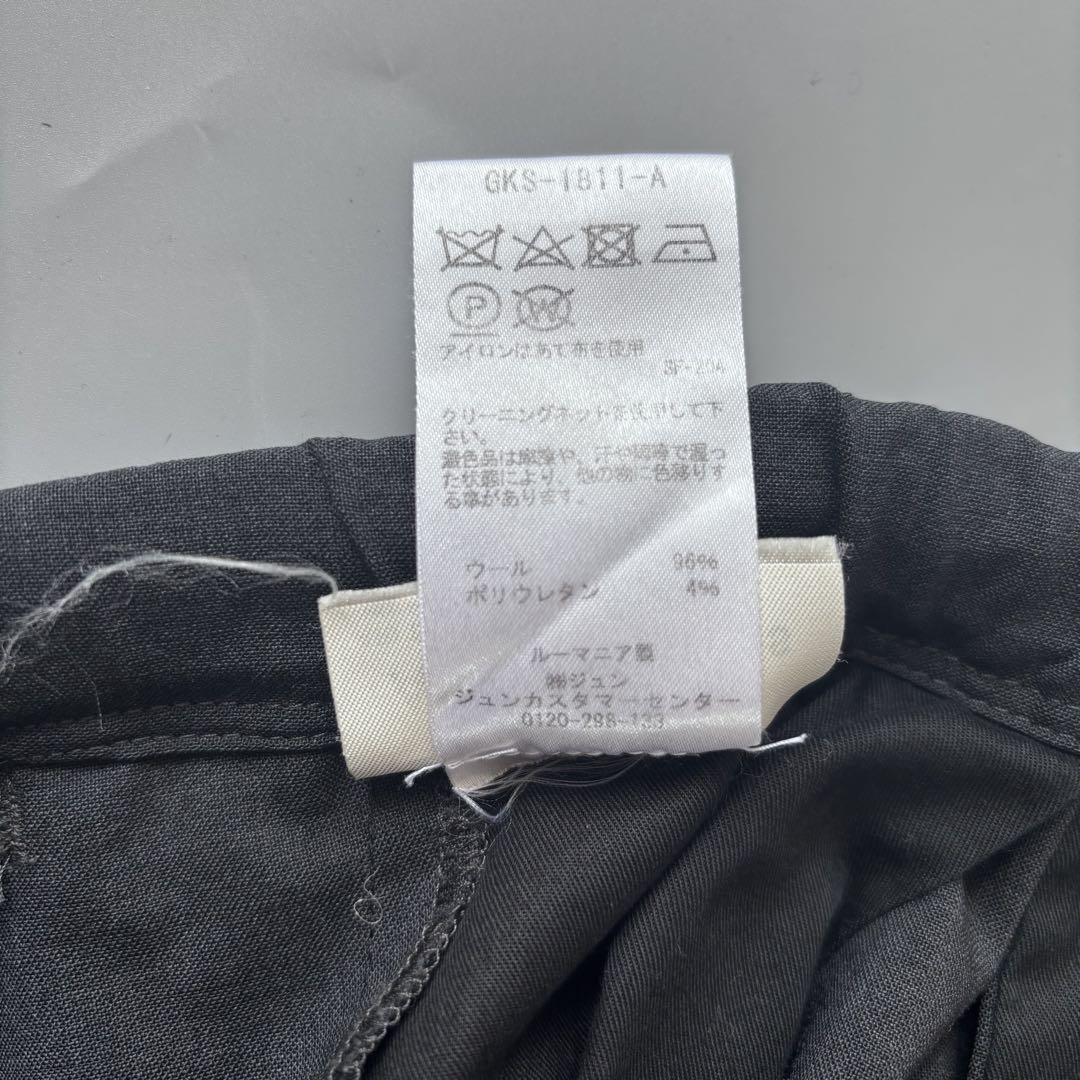 GKS-1811-A
P W
アイロンはあて布を使用
SF-204
クリーニングネットを使用して下
さい。
濃色品は摩擦や、汗や雨等で湿っ
た状態により、他の物に色移りす
る事があります。
ウール 96%
ポリウレタン 4%
ルーマニア製
㈱ジュン
ジュンカスタマーセンター
0120-298-133